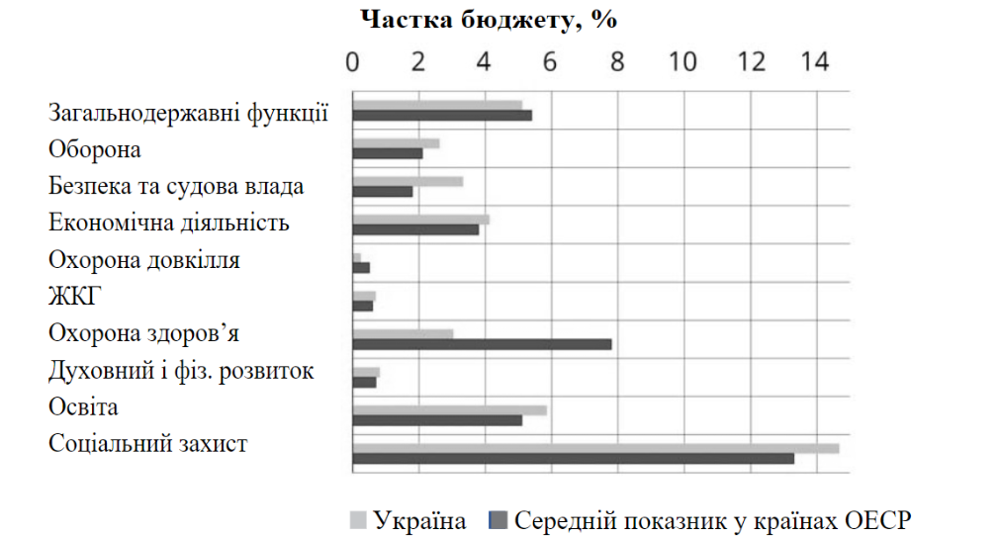 Частка бюджету, %
0 2 4 6 8 10 12 14
Загальнодержавні функції
Оборона
Безпека та судова влада
Економічна діяльність
Охорона довкілля
ЖКГ
Охорона здоров’я
Духовний і фіз. розвиток
Освіта
Соціальний захист
Україна Середній показник у країнах ОЕСР